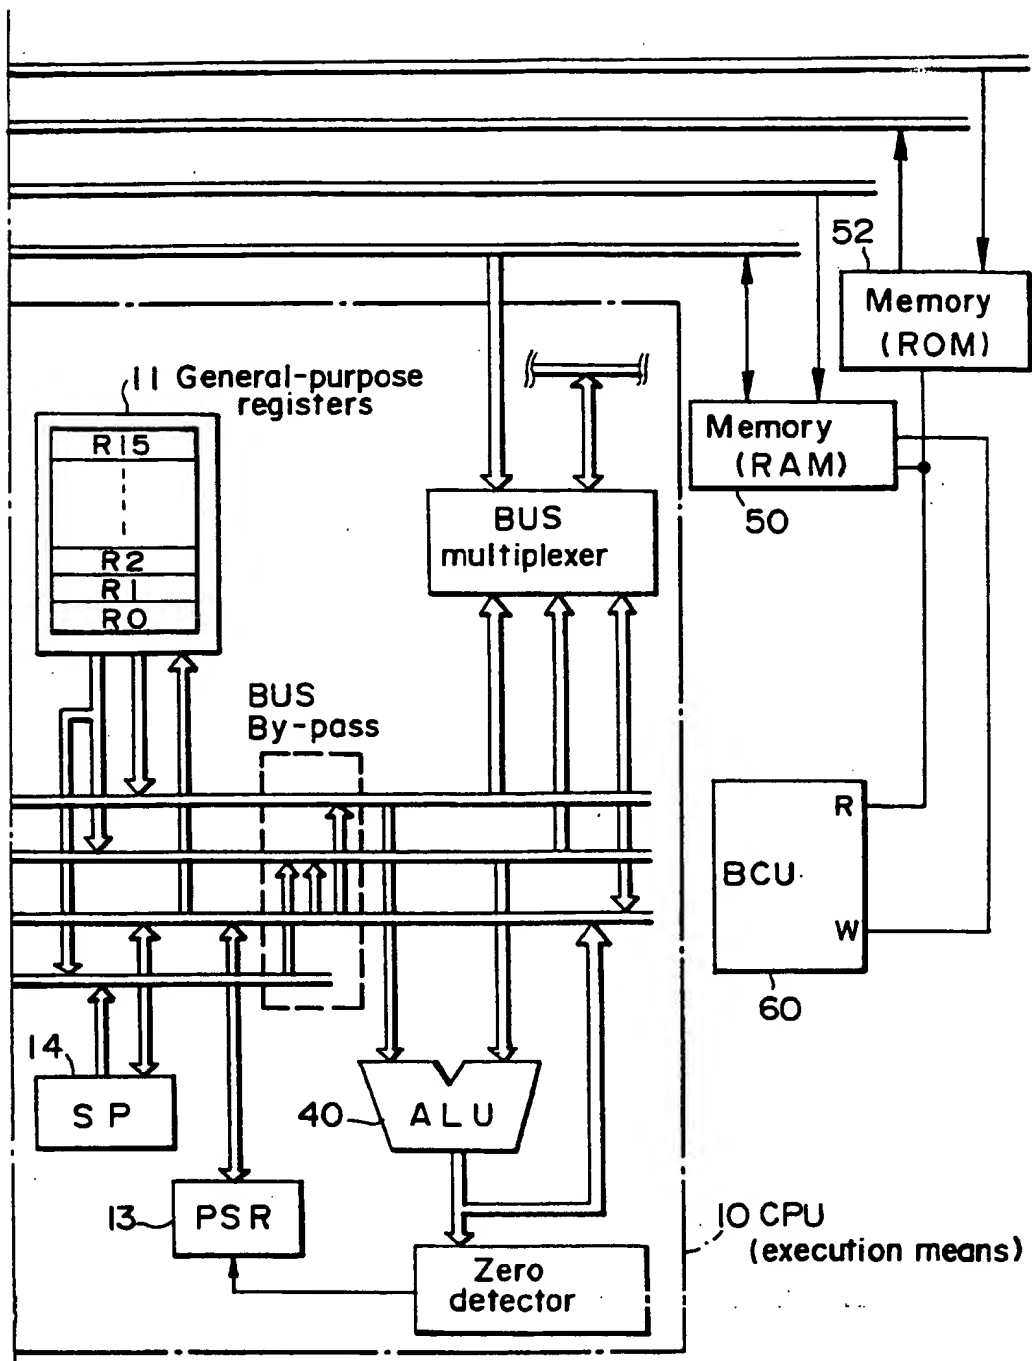 52
Memory
(ROM)
11 General-purpose
registers
R15
R2
R1
R0
Memory
(RAM)
50
BUS
multiplexer
BUS
By-pass
R
BCU
W
60
14
SP
40
ALU
13
PSR
10 CPU
(execution means)
Zero
detector